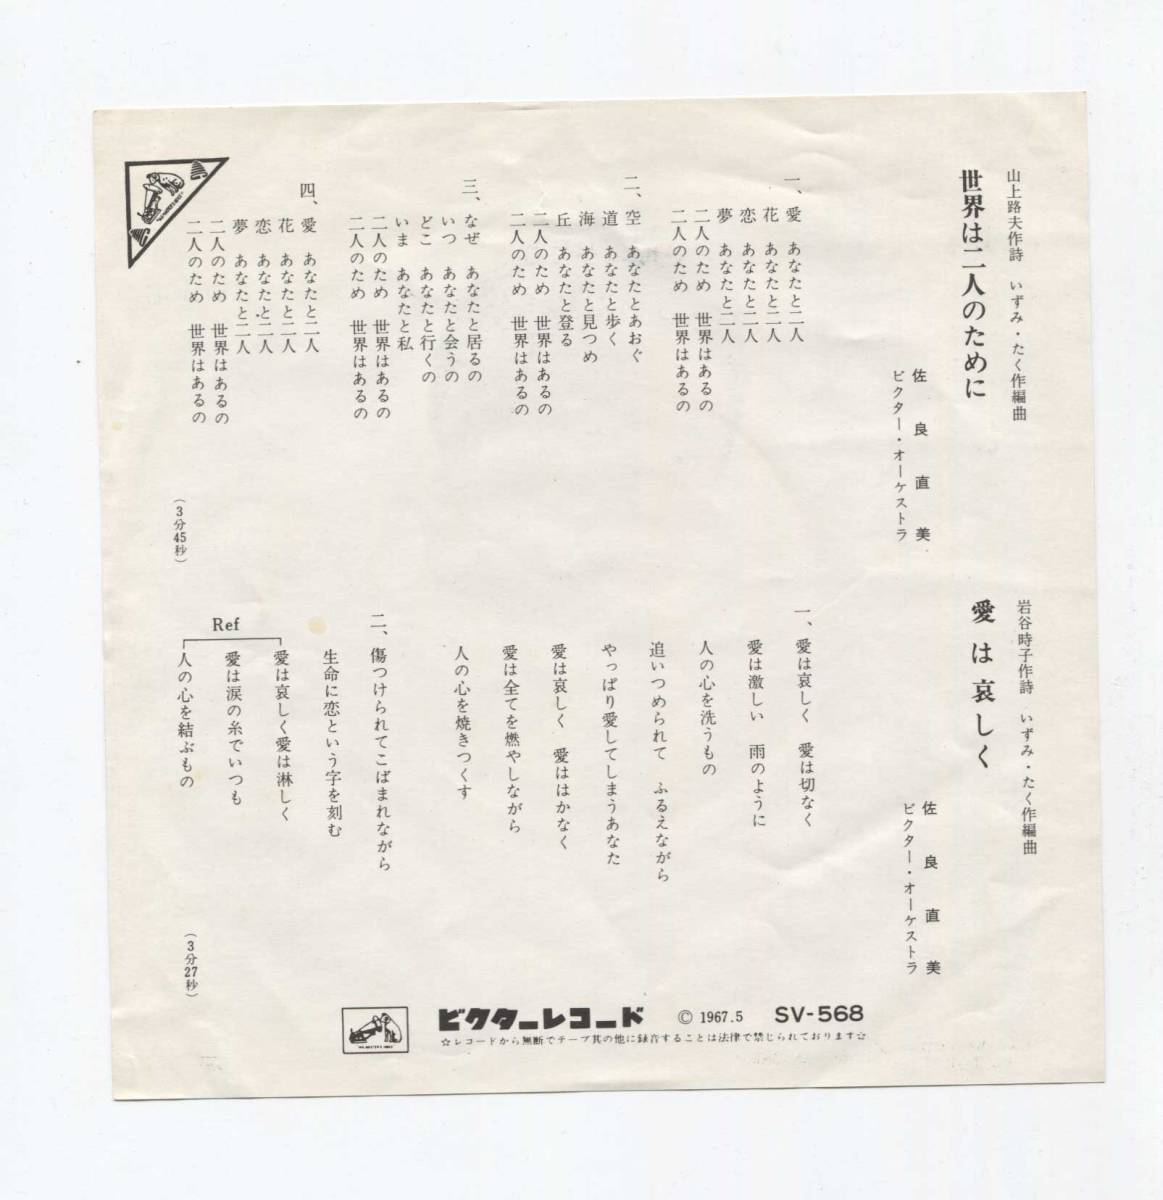 山上路夫作詩　いずみ・たく作編曲
世界は二人のために
佐良直美
ビクター・オーケストラ
一、愛　あなたと二人
花　あなたと二人
恋　あなたと二人
夢　あなたと二人
二人のため　世界はあるの
二人のため　世界はあるの
二、空　あなたとあおぐ
道　あなたと歩く
海　あなたと見つめ
丘　あなたと登る
二人のため　世界はあるの
二人のため　世界はあるの
三、なぜ　あなたと居るの
いつ　あなたと会うの
どこ　あなたと行くの
いま　あなたと私
二人のため　世界はあるの
二人のため　世界はあるの
四、愛　あなたと二人
花　あなたと二人
恋　あなたと二人
夢　あなたと二人
二人のため　世界はあるの
二人のため　世界はあるの
（3分45秒）
岩谷時子作詩　いずみ・たく作編曲
愛は哀しく
佐良直美
ビクター・オーケストラ
一、愛は哀しく　愛は切なく
愛は激しい　雨のように
人の心を洗うもの
追いつめられて　ふるえながら
やっぱり愛してしまうあなた
愛は哀しく　愛ははかなく
愛は全てを燃やしながら
人の心を焼きつくす
二、傷つけられてこばまれながら
生命に恋という字を刻む
Ref
愛は哀しく愛は淋しく
愛は涙の糸でいつも
人の心を結ぶもの
（3分27秒）
ビクターレコード　© 1967.5　SV-568
☆レコードから無断でテープ其の他に録音することは法律で禁じられております☆